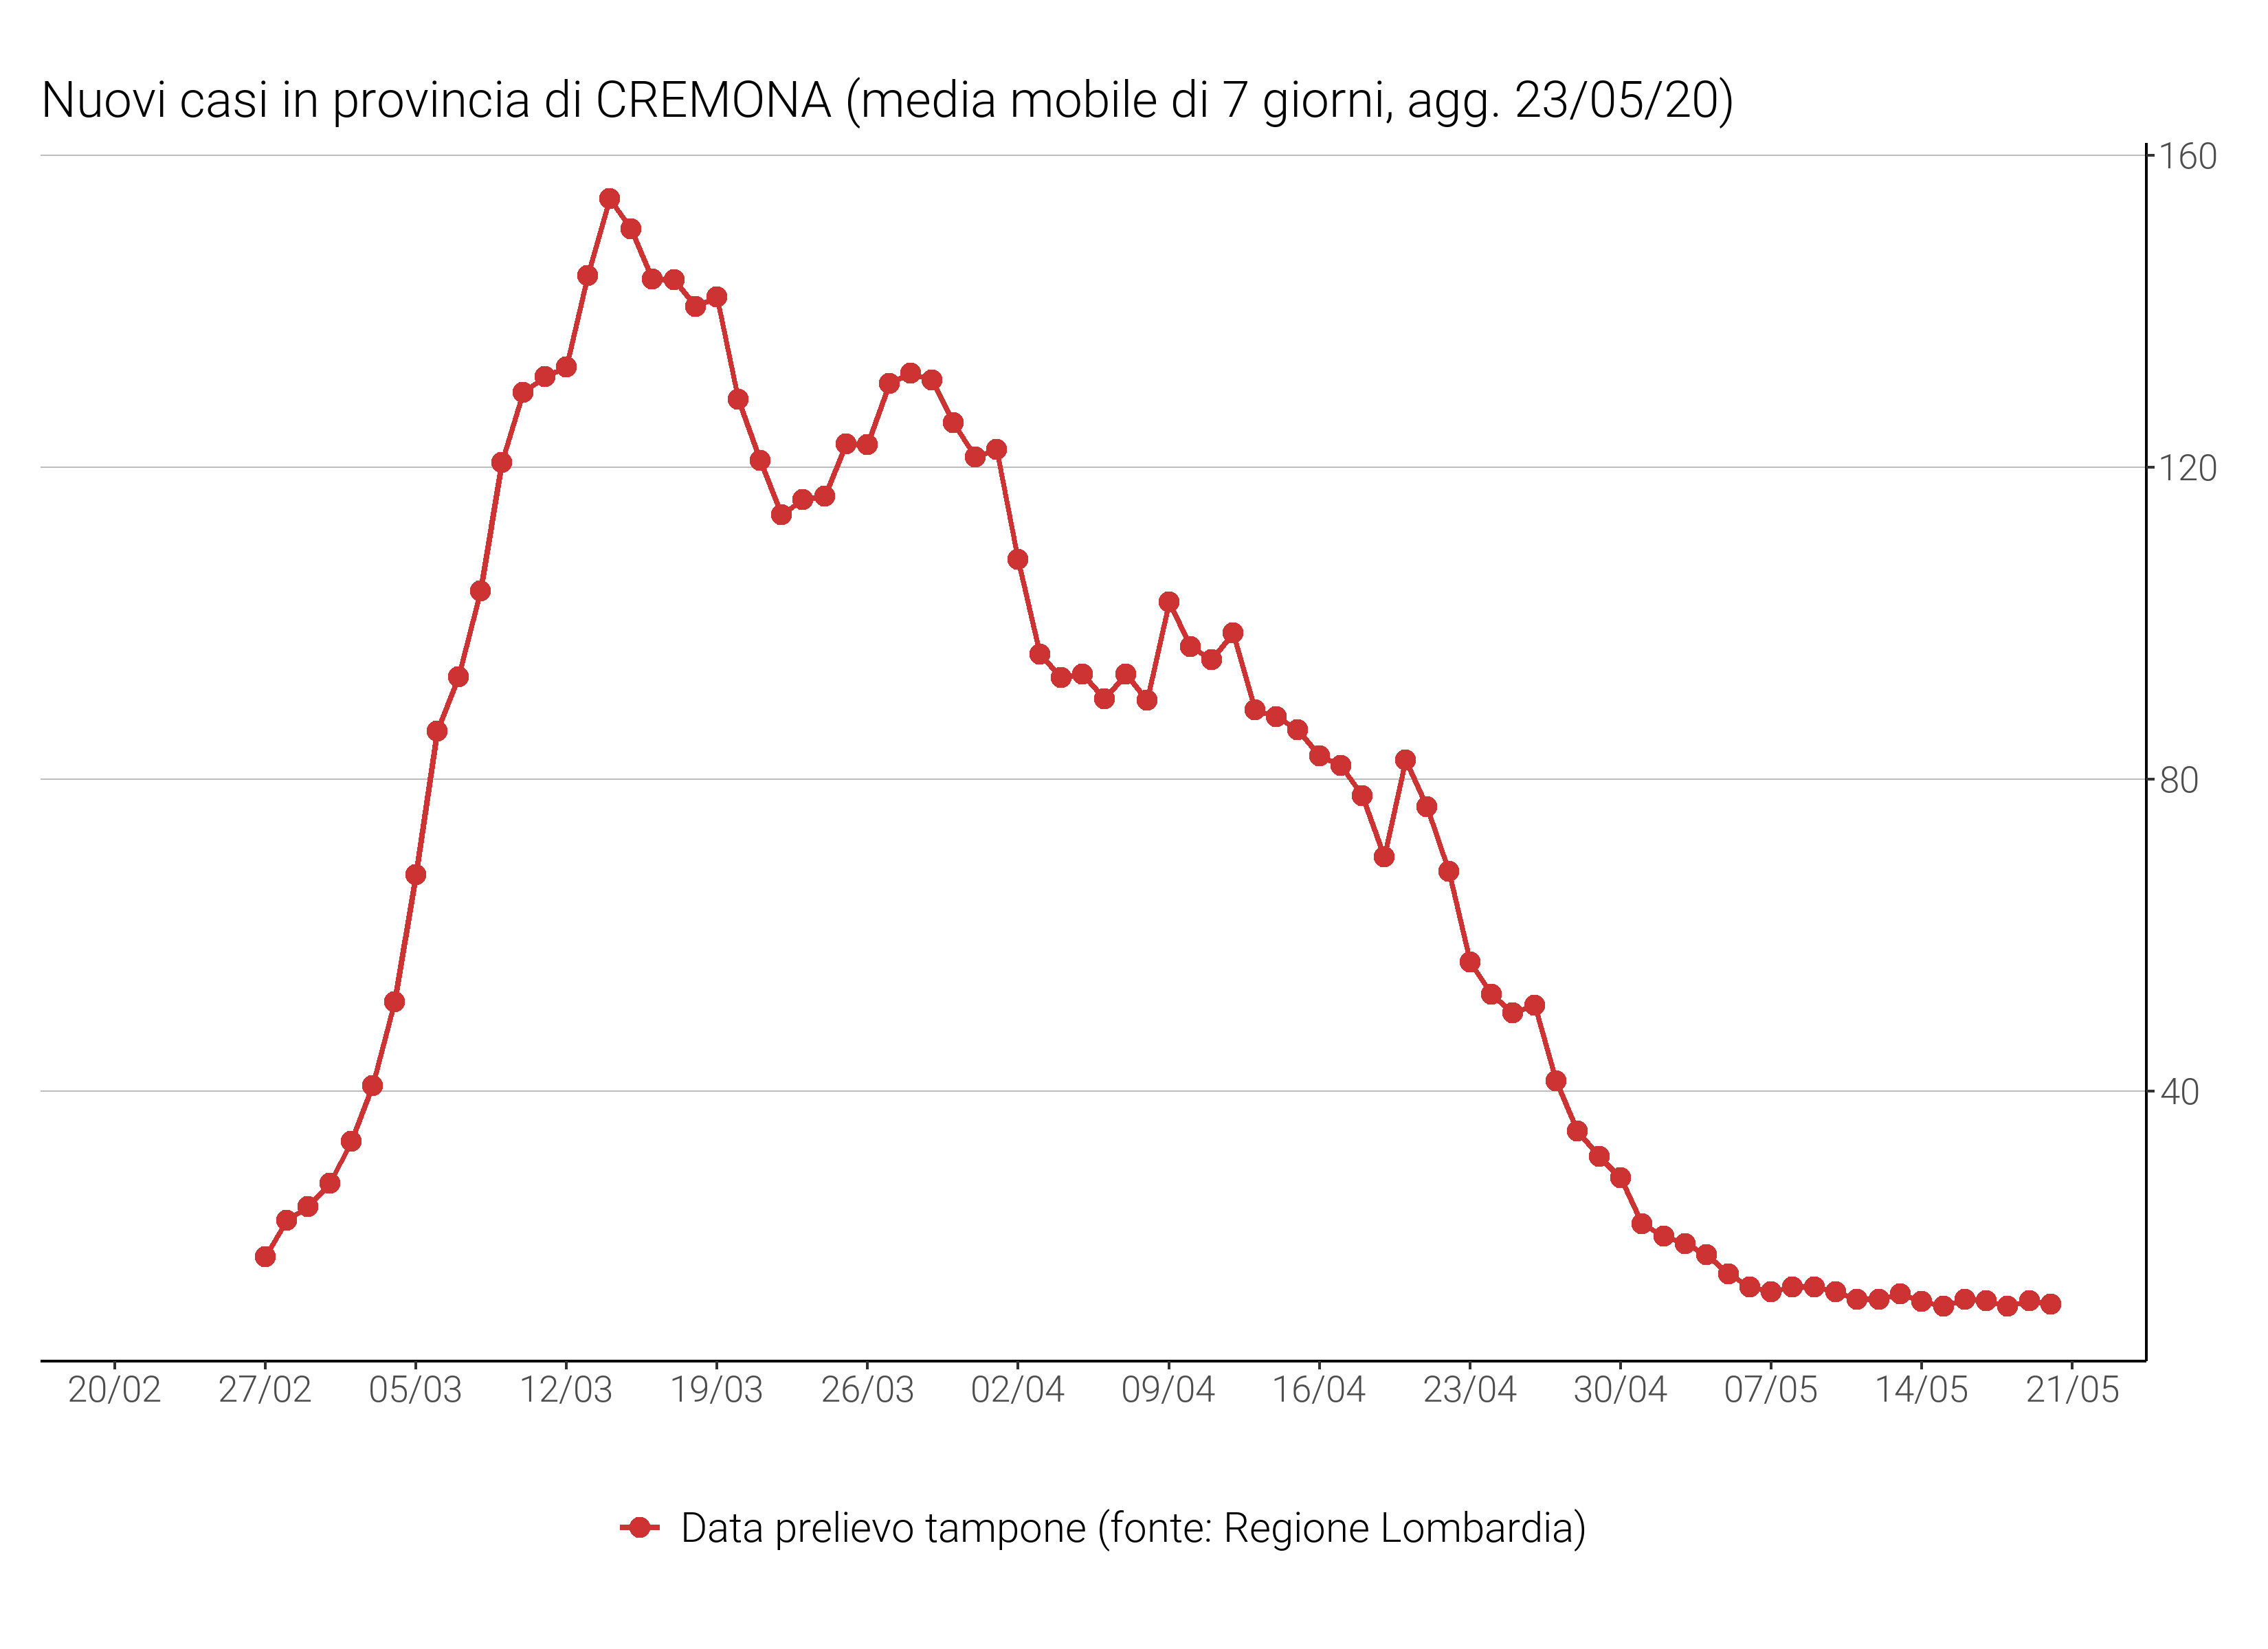 Nuovi casi in provincia di CREMONA (media mobile di 7 giorni, agg. 23/05/20)
160
120
80
40
20/02 27/02 05/03 12/03 19/03 26/03 02/04 09/04 16/04 23/04 30/04 07/05 14/05 21/05
Data prelievo tampone (fonte: Regione Lombardia)